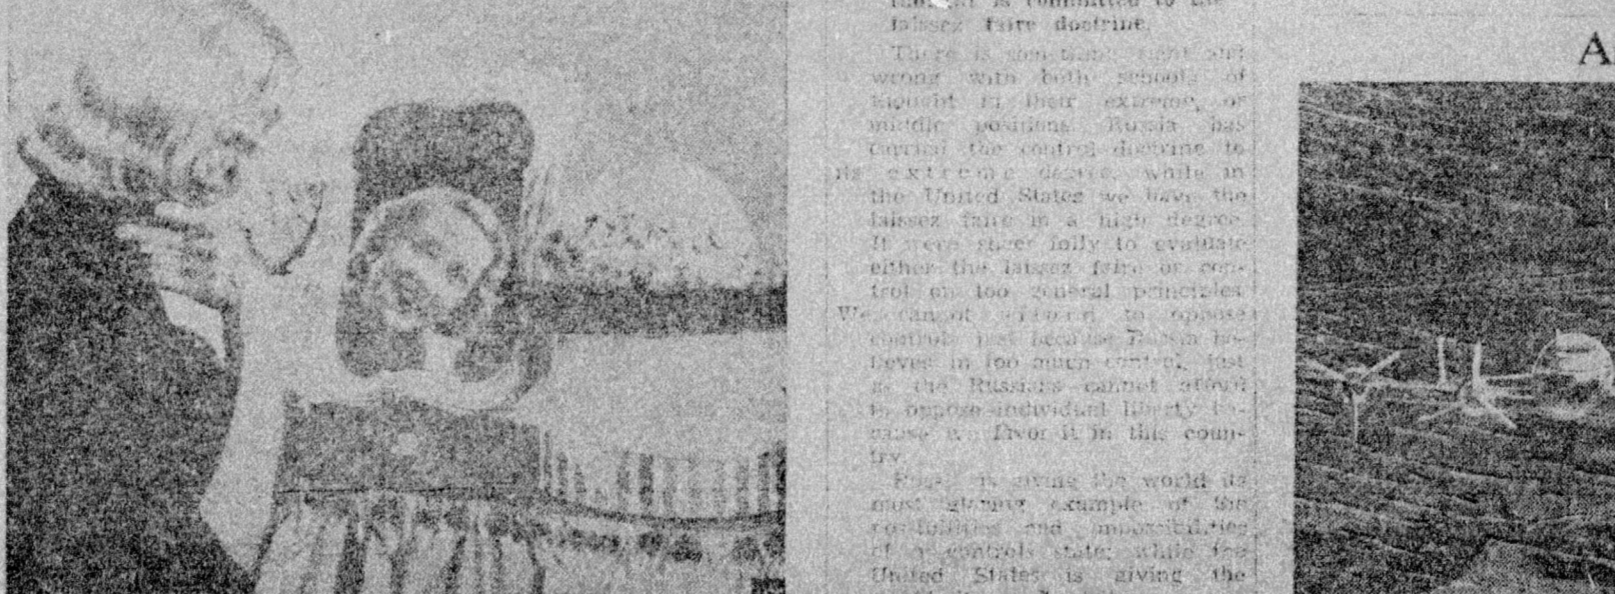 is committed to the
laissez faire doctrine.
There is something right and
wrong with both schools of
thought in their extreme or
middle positions. Russia has
carried the control doctrine to
its extreme degree, while in
the United States we have the
laissez faire in a high degree.
It were sheer folly to evaluate
either the laissez faire or con-
trol on too general principles.
We cannot afford to oppose
controls just because Russia be-
lieves in too much control, just
as the Russians cannot afford
to oppose individual liberty be-
cause we favor it in this coun-
try.
is giving the world its
most glaring example of the
possibilities and impossibilities
of a controls state; while the
United States is giving the
A